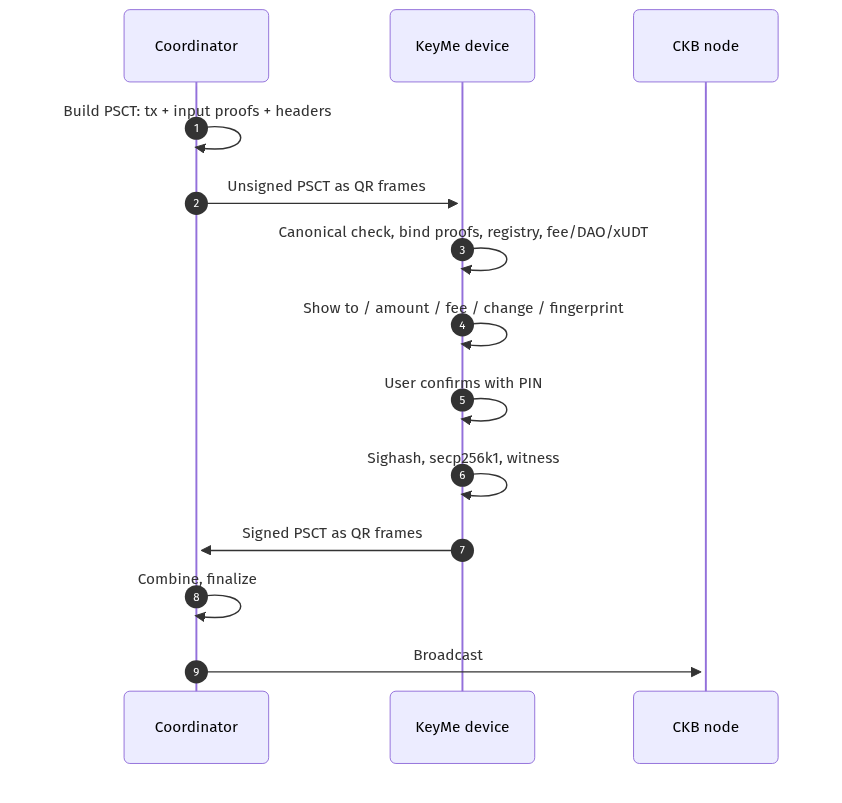 Coordinator
KeyMe device
CKB node
Build PSCT: tx + input proofs + headers
1
Unsigned PSCT as QR frames
2
Canonical check, bind proofs, registry, fee/DAO/xUDT
3
Show to / amount / fee / change / fingerprint
4
User confirms with PIN
5
Sighash, secp256k1, witness
6
Signed PSCT as QR frames
7
Combine, finalize
8
Broadcast
9
Coordinator
KeyMe device
CKB node